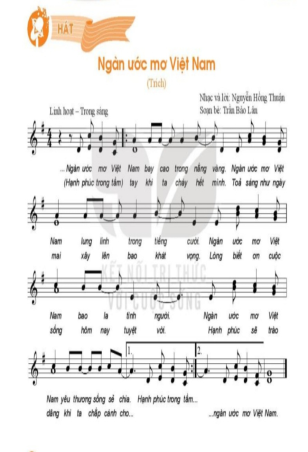 HÁT
Ngàn ước mơ Việt Nam
(Trích)
Nhạc và lời: Nguyễn Hồng Thuận
Linh hoạt – Trong sáng
Soạn bè: Trần Bảo Lân
...Ngàn ước mơ Việt Nam bay cao trong nắng vàng. Ngàn ước mơ Việt
(Hạnh phúc trong tầm) tay khi ta cháy hết mình. Toả sáng như ngày
Nam lung linh trong tiếng cười. Ngàn ước mơ Việt
mai xây lên bao khát vọng. Lòng biết ơn cuộc
KẾT NỐI TRI THỨC
VỚI CUỘC SỐNG
Nam bao la tình người. Ngàn ước mơ Việt
sống hôm nay tuyệt vời. Hạnh phúc sẽ trào
1.
2.
Nam yêu thương sống sẻ chia. Hạnh phúc trong tầm...
dâng khi ta chắp cánh cho... ...ngàn ước mơ Việt Nam.